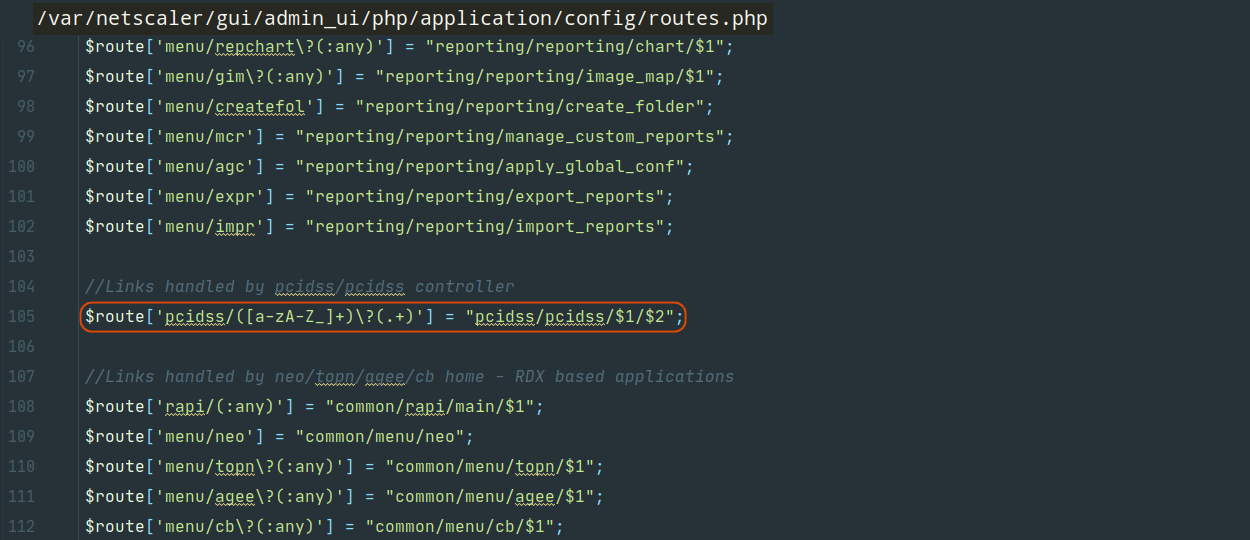 /var/netscaler/gui/admin_ui/php/application/config/routes.php
96 $route['menu/repchart\?(:any)'] = "reporting/reporting/chart/$1";
97 $route['menu/gim\?(:any)'] = "reporting/reporting/image_map/$1";
98 $route['menu/createfol'] = "reporting/reporting/create_folder";
99 $route['menu/mcr'] = "reporting/reporting/manage_custom_reports";
100 $route['menu/agc'] = "reporting/reporting/apply_global_conf";
101 $route['menu/expr'] = "reporting/reporting/export_reports";
102 $route['menu/impr'] = "reporting/reporting/import_reports";
103
104 //Links handled by pcidss/pcidss controller
105 $route['pcidss/([a-zA-Z_]+)\?(.+)'] = "pcidss/pcidss/$1/$2";
106
107 //Links handled by neo/topn/agee/cb home - RDX based applications
108 $route['rapi/(:any)'] = "common/rapi/main/$1";
109 $route['menu/neo'] = "common/menu/neo";
110 $route['menu/topn\?(:any)'] = "common/menu/topn/$1";
111 $route['menu/agee\?(:any)'] = "common/menu/agee/$1";
112 $route['menu/cb\?(:any)'] = "common/menu/cb/$1";